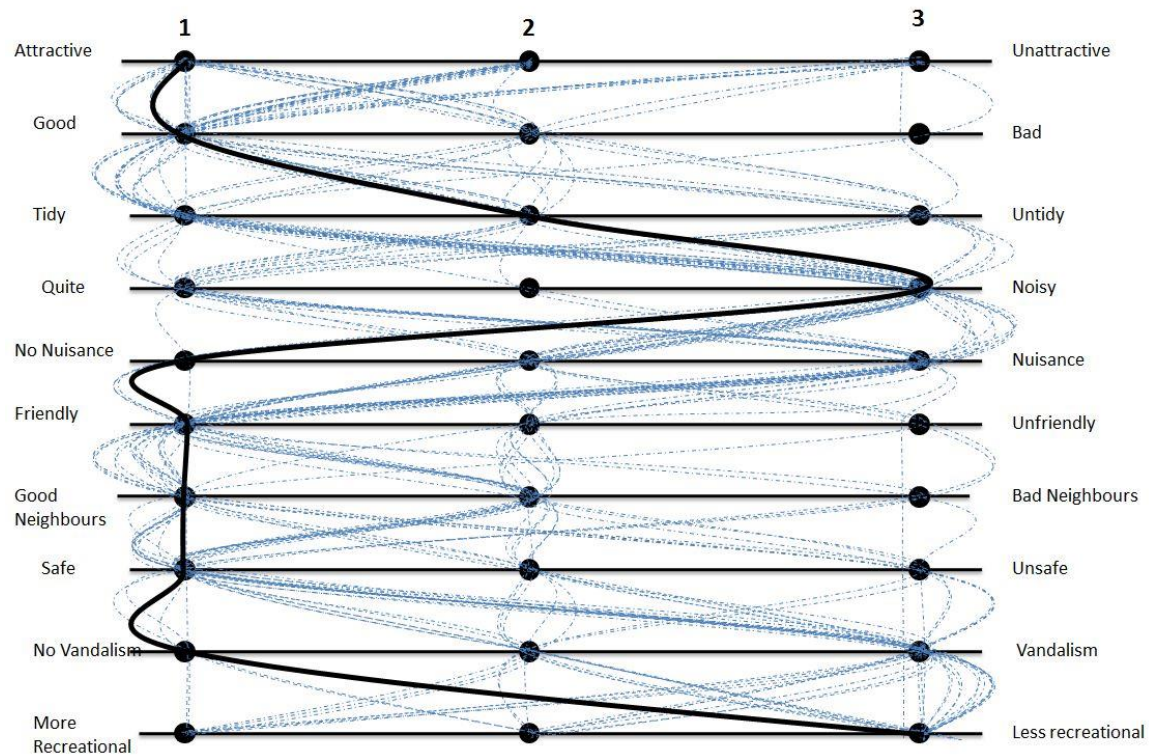 1 2 3
Attractive Unattractive
Good Bad
Tidy Untidy
Quite Noisy
No Nuisance Nuisance
Friendly Unfriendly
Good
Neighbours
Bad Neighbours
Safe Unsafe
No Vandalism Vandalism
More
Recreational
Less recreational